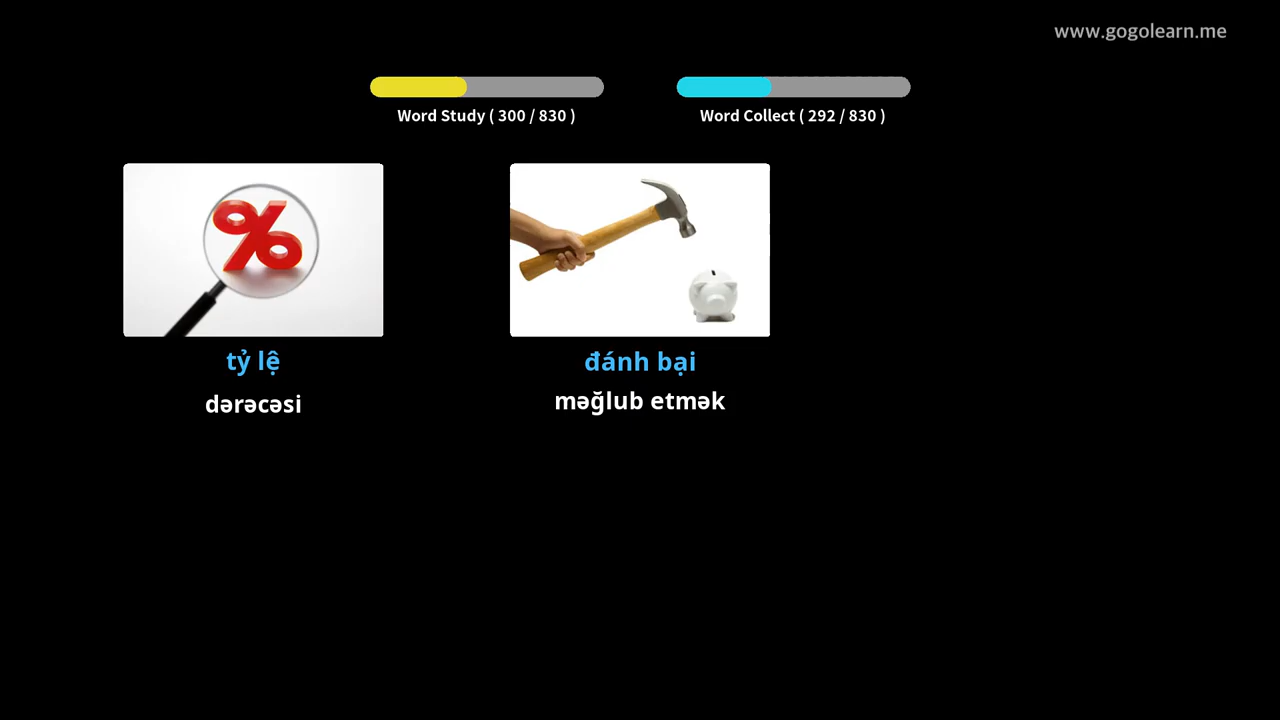 www.gogolearn.me
Word Study ( 300 / 830 )
Word Collect ( 292 / 830 )
tỷ lệ
dərəcəsi
đánh bại
məğlub etmək